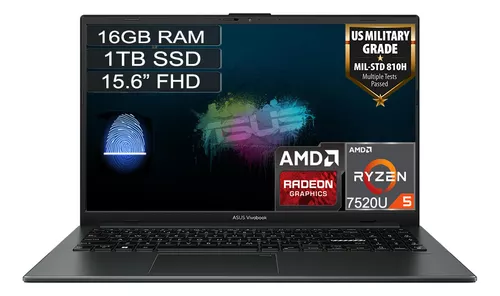 16GB RAM
1TB SSD
15.6" FHD
US MILITARY
GRADE
★ MIL-STD 810H ★
Multiple Tests
Passed
ASUS
AMD
RADEON
GRAPHICS
AMD
RYZEN
7520U 5
ASUS Vivobook